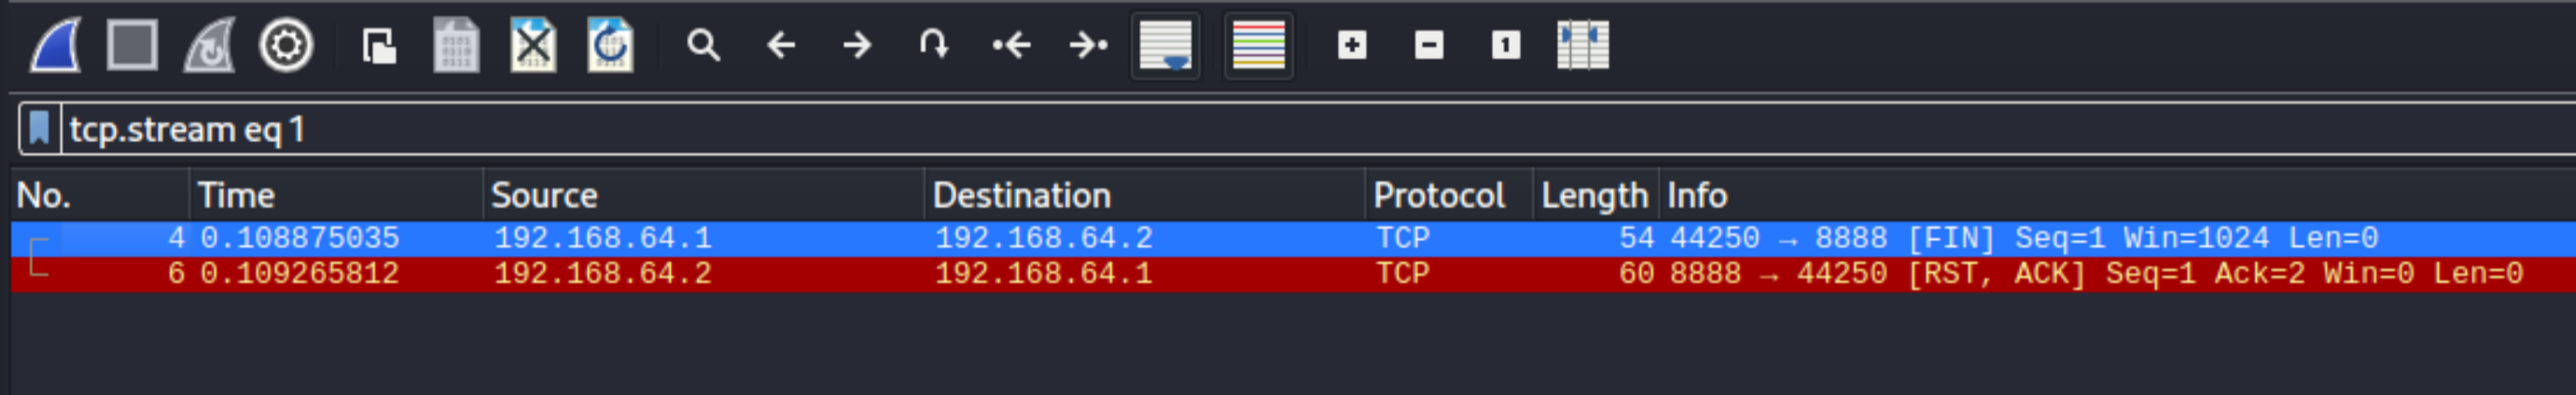 tcp.stream eq 1
No. Time Source Destination Protocol Length Info
4 0.108875035 192.168.64.1 192.168.64.2 TCP 54 44250 → 8888 [FIN] Seq=1 Win=1024 Len=0
6 0.109265812 192.168.64.2 192.168.64.1 TCP 60 8888 → 44250 [RST, ACK] Seq=1 Ack=2 Win=0 Len=0